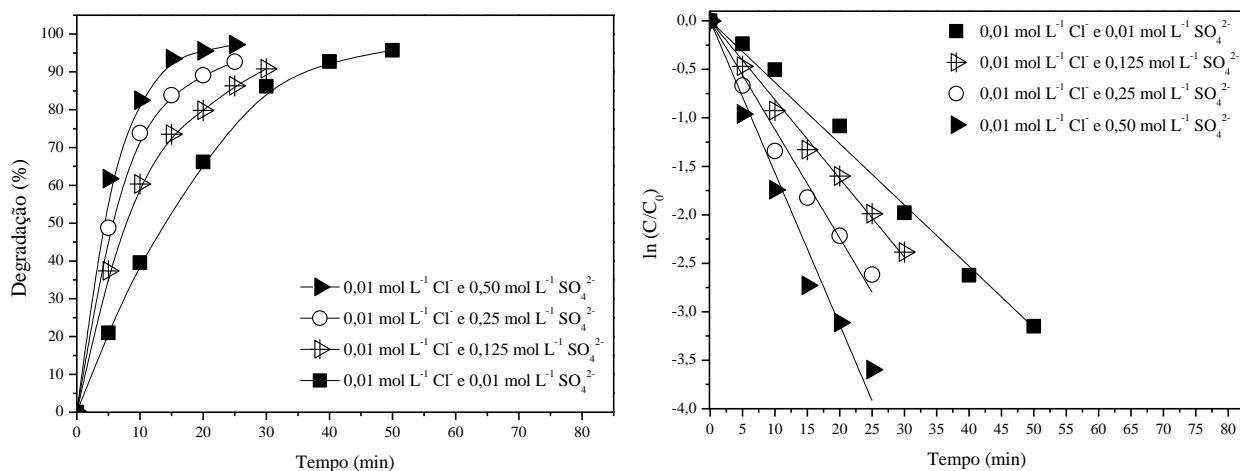 100
90
80
70
60
50
40
30
20
10
0
Degradação (%)
0,01 mol L⁻¹ Cl⁻ e 0,50 mol L⁻¹ SO₄²⁻
0,01 mol L⁻¹ Cl⁻ e 0,25 mol L⁻¹ SO₄²⁻
0,01 mol L⁻¹ Cl⁻ e 0,125 mol L⁻¹ SO₄²⁻
0,01 mol L⁻¹ Cl⁻ e 0,01 mol L⁻¹ SO₄²⁻
0 10 20 30 40 50 60 70 80
Tempo (min)
0,0
-0,5
-1,0
-1,5
-2,0
-2,5
-3,0
-3,5
-4,0
ln (C/C₀)
0,01 mol L⁻¹ Cl⁻ e 0,01 mol L⁻¹ SO₄²⁻
0,01 mol L⁻¹ Cl⁻ e 0,125 mol L⁻¹ SO₄²⁻
0,01 mol L⁻¹ Cl⁻ e 0,25 mol L⁻¹ SO₄²⁻
0,01 mol L⁻¹ Cl⁻ e 0,50 mol L⁻¹ SO₄²⁻
0 5 10 15 20 25 30 35 40 45 50 55 60 65 70 75 80
Tempo (min)